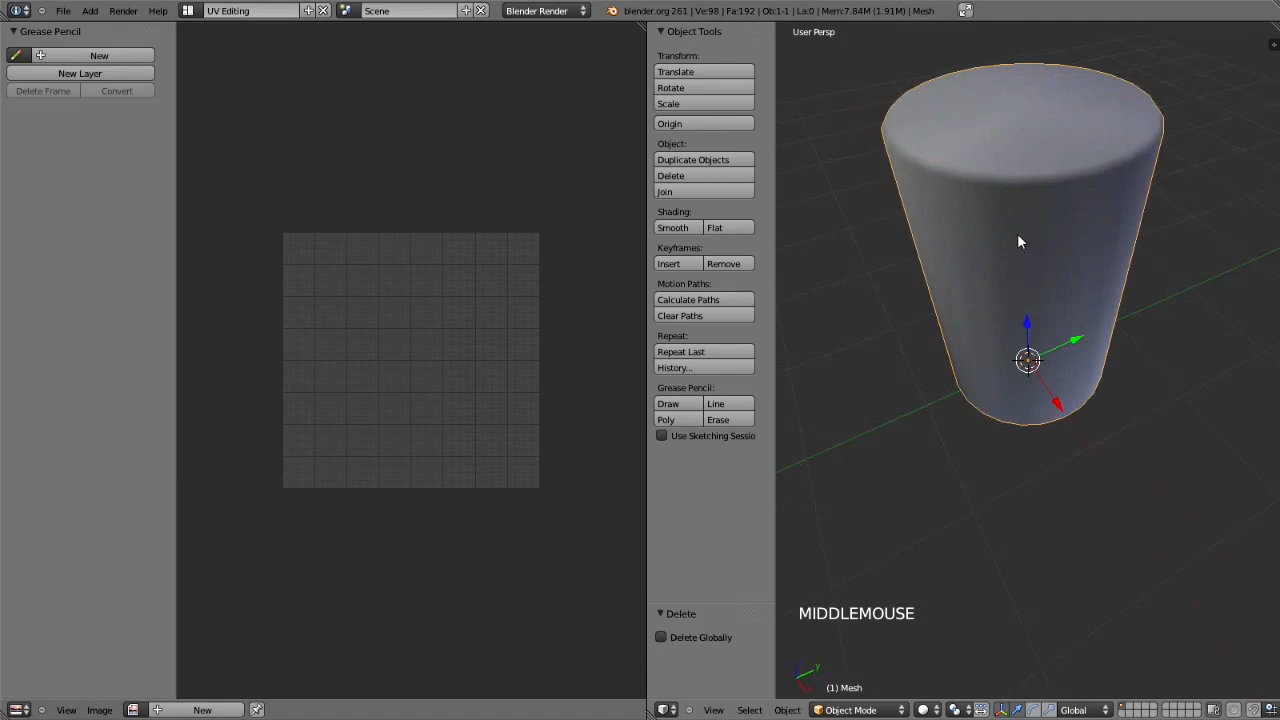 File Add Render Help UV Editing Scene Blender Render blender.org 261 | Ve:98 | Fa:192 | Ob:1-1 | La:0 | Mem:7.84M (1.91M) | Mesh
Grease Pencil
New
New Layer
Delete Frame Convert
Object Tools
Transform:
Translate
Rotate
Scale
Origin
Object:
Duplicate Objects
Delete
Join
Shading:
Smooth Flat
Keyframes:
Insert Remove
Motion Paths:
Calculate Paths
Clear Paths
Repeat:
Repeat Last
History...
Grease Pencil:
Draw Line
Poly Erase
Use Sketching Sessio
Delete
Delete Globally
User Persp
MIDDLEMOUSE
y
(1) Mesh
View Image New
View Select Object Object Mode Global